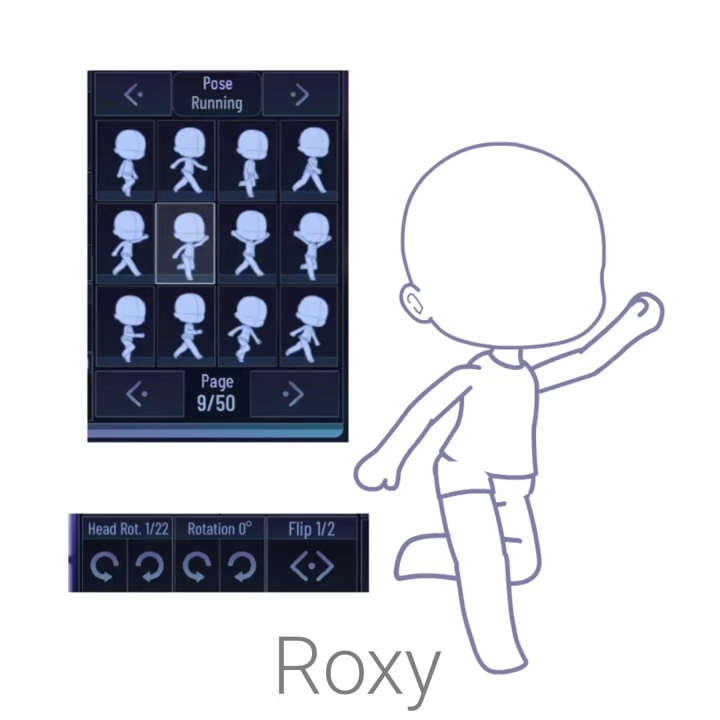 Pose
Running
Page
9/50
Head Rot. 1/22
Rotation 0°
Flip 1/2
Roxy